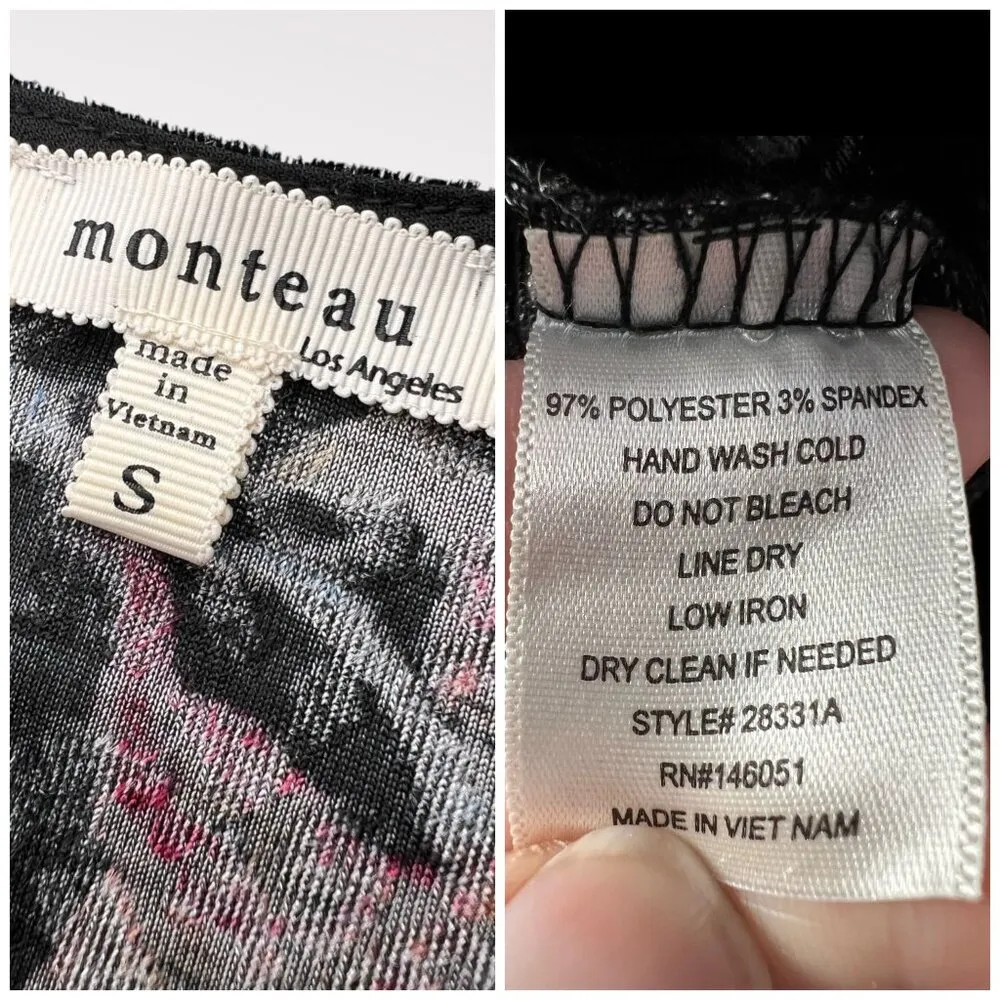 monteau
Los Angeles
made
in
Vietnam
S
97% POLYESTER 3% SPANDEX
HAND WASH COLD
DO NOT BLEACH
LINE DRY
LOW IRON
DRY CLEAN IF NEEDED
STYLE# 28331A
RN#146051
MADE IN VIET NAM